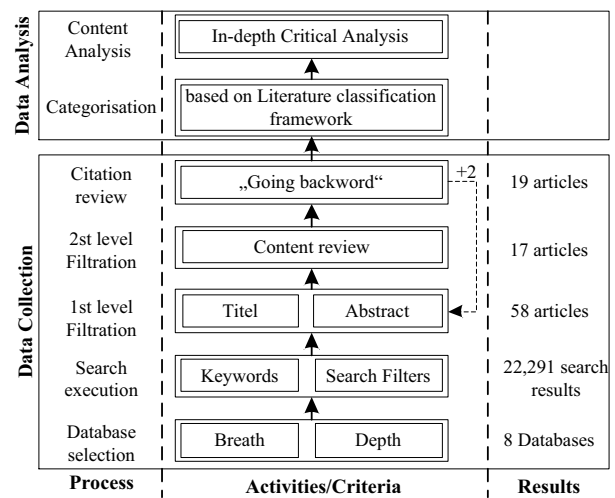 Data Analysis
Content
Analysis
In-depth Critical Analysis
Categorisation
based on Literature classification
framework
Data Collection
Citation
review
„Going backword“
+2
19 articles
2st level
Filtration
Content review
17 articles
1st level
Filtration
Titel
Abstract
58 articles
Search
execution
Keywords
Search Filters
22,291 search
results
Database
selection
Breath
Depth
8 Databases
Process
Activities/Criteria
Results